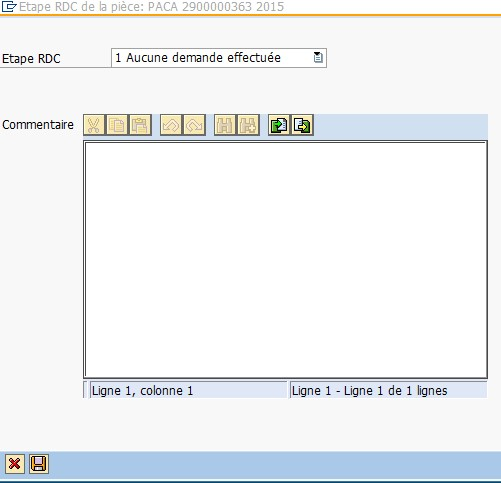 Etape RDC de la pièce: PACA 2900000363 2015
Etape RDC 1 Aucune demande effectuée
Commentaire
Ligne 1, colonne 1 Ligne 1 - Ligne 1 de 1 lignes